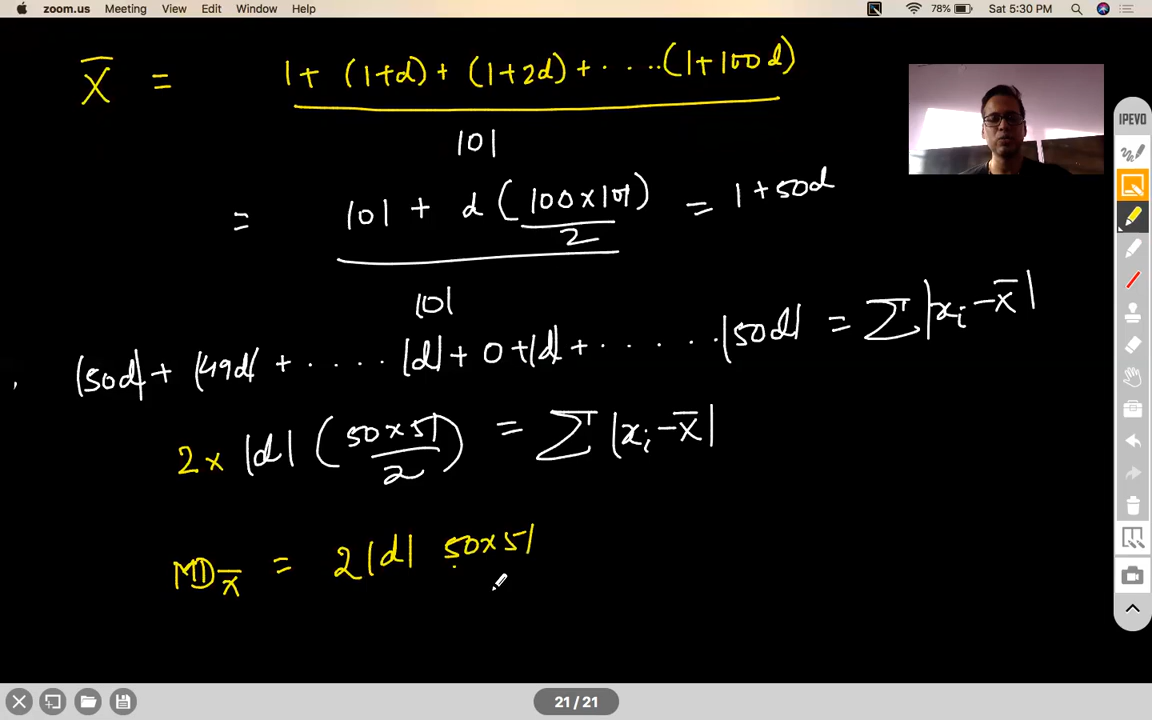 zoom.us Meeting View Edit Window Help 78% Sat 5:30 PM
X̄ = 1 + (1+d) + (1+2d) + ....(1+100d)
101
IPEVO
= 101 + d (100×101) = 1+50d
2
101
|50d| + |49d| + .... |d| + 0 + |d| + ...... |50d| = Σ|xi - x̄|
2× |d| (50×51) = Σ |xi - x̄|
2
MDx̄ = 2|d| 50×51
21 / 21